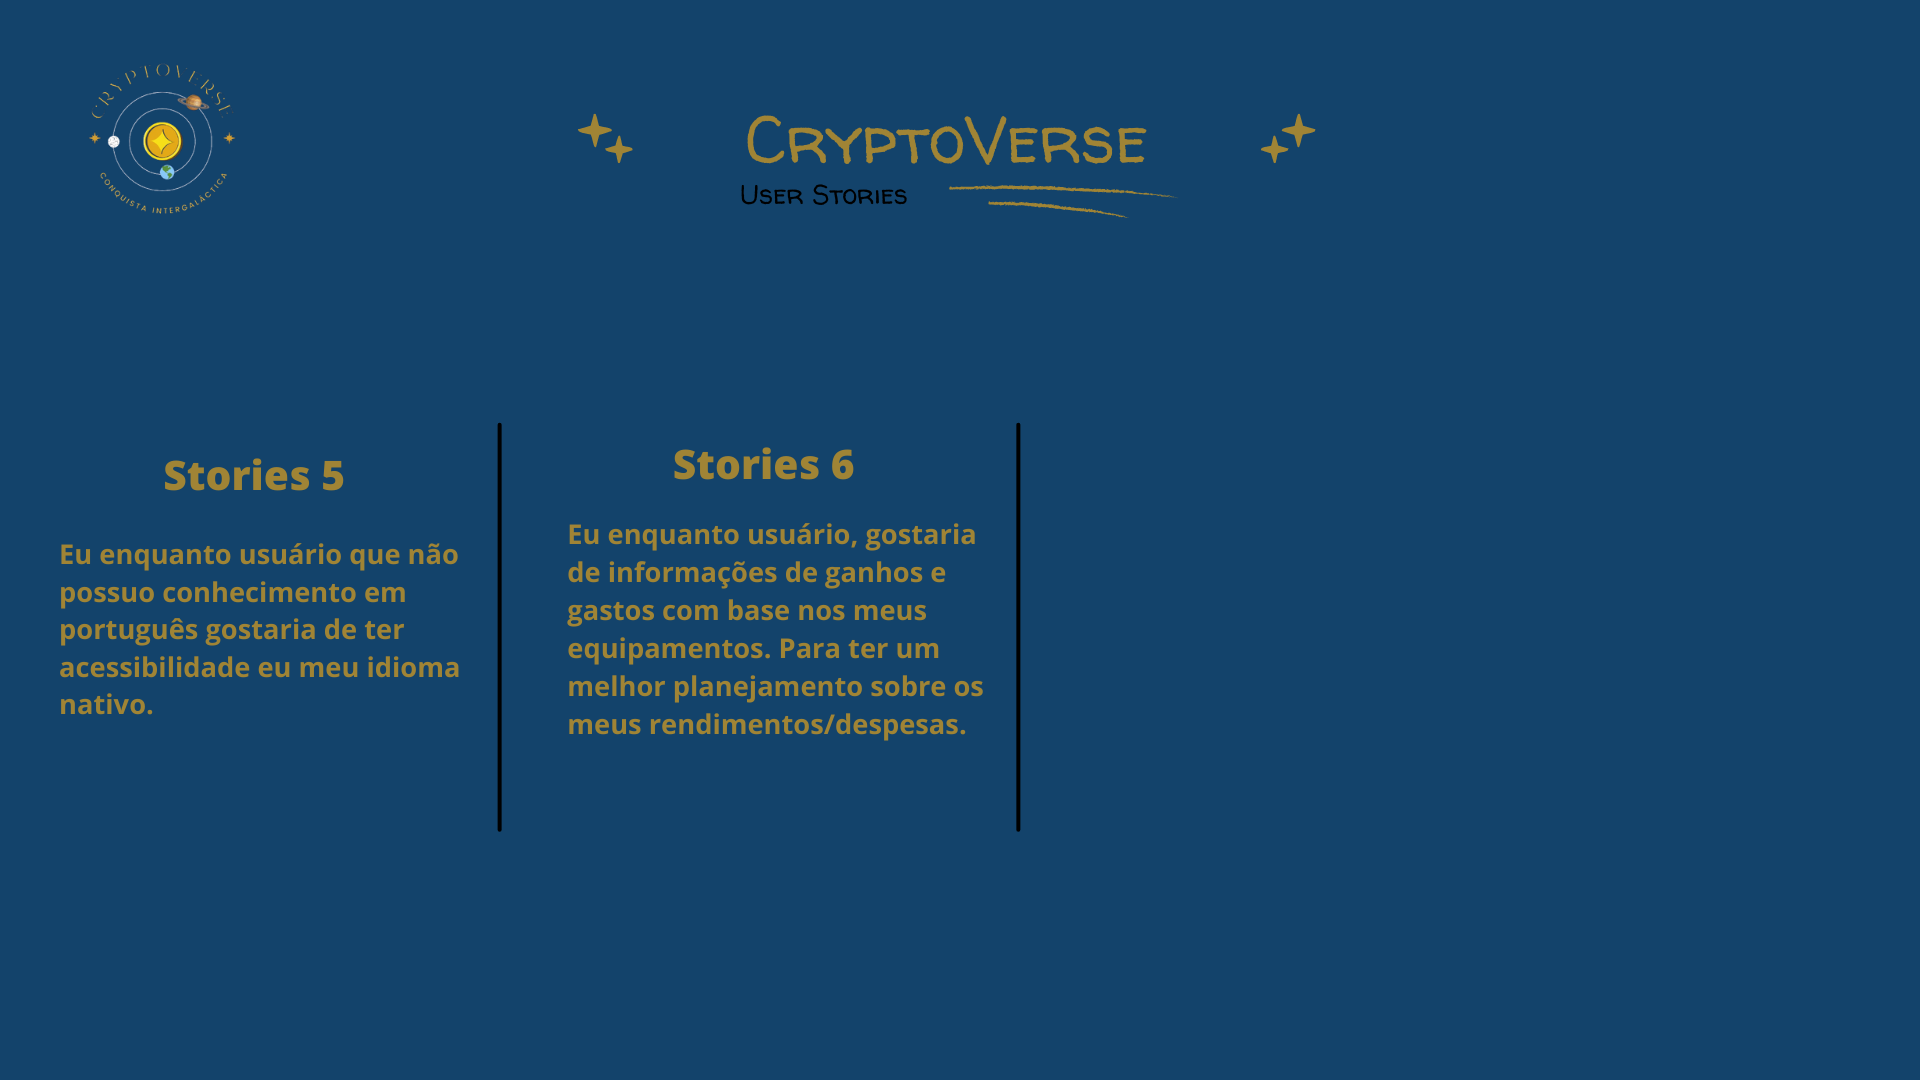 CRYPTOVERSE
CONQUISTA INTERGALÁCTICA
CRYPTOVERSE
USER STORIES
Stories 5
Eu enquanto usuário que não
possuo conhecimento em
português gostaria de ter
acessibilidade eu meu idioma
nativo.
Stories 6
Eu enquanto usuário, gostaria
de informações de ganhos e
gastos com base nos meus
equipamentos. Para ter um
melhor planejamento sobre os
meus rendimentos/despesas.